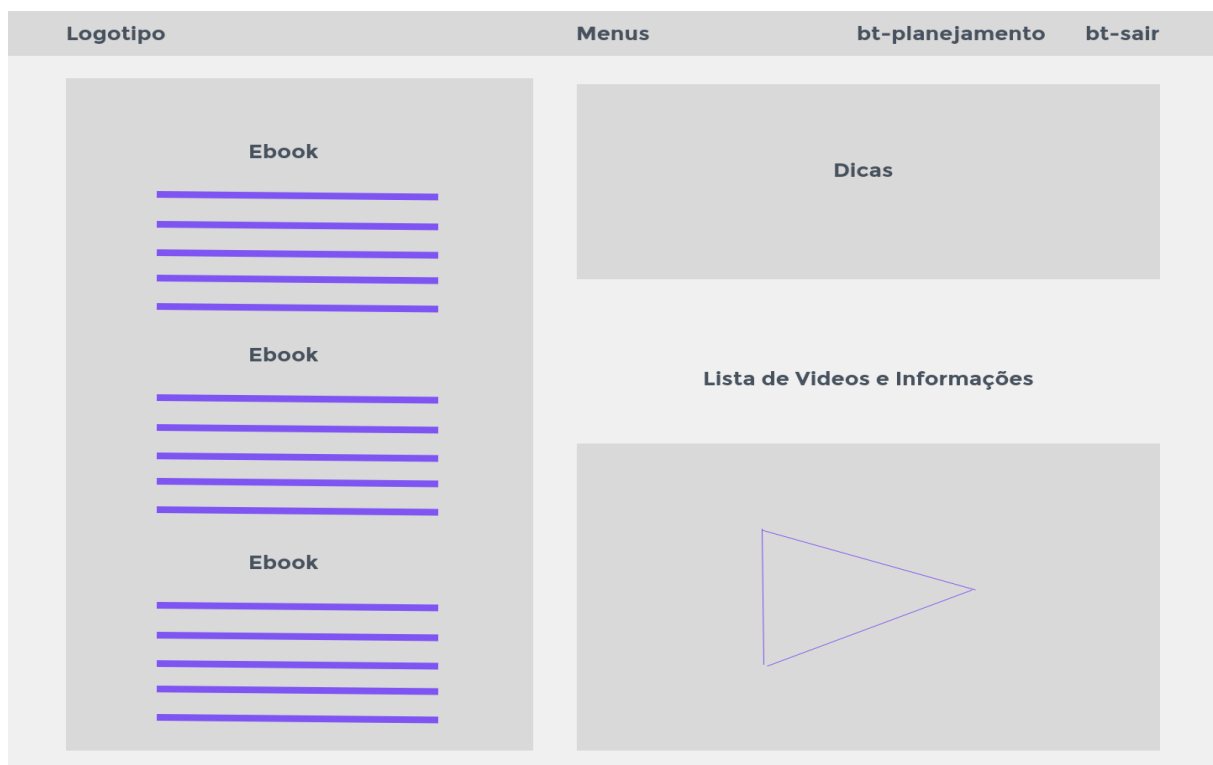 Logotipo Menus bt-planejamento bt-sair
Ebook
Ebook
Ebook
Dicas
Lista de Videos e Informações